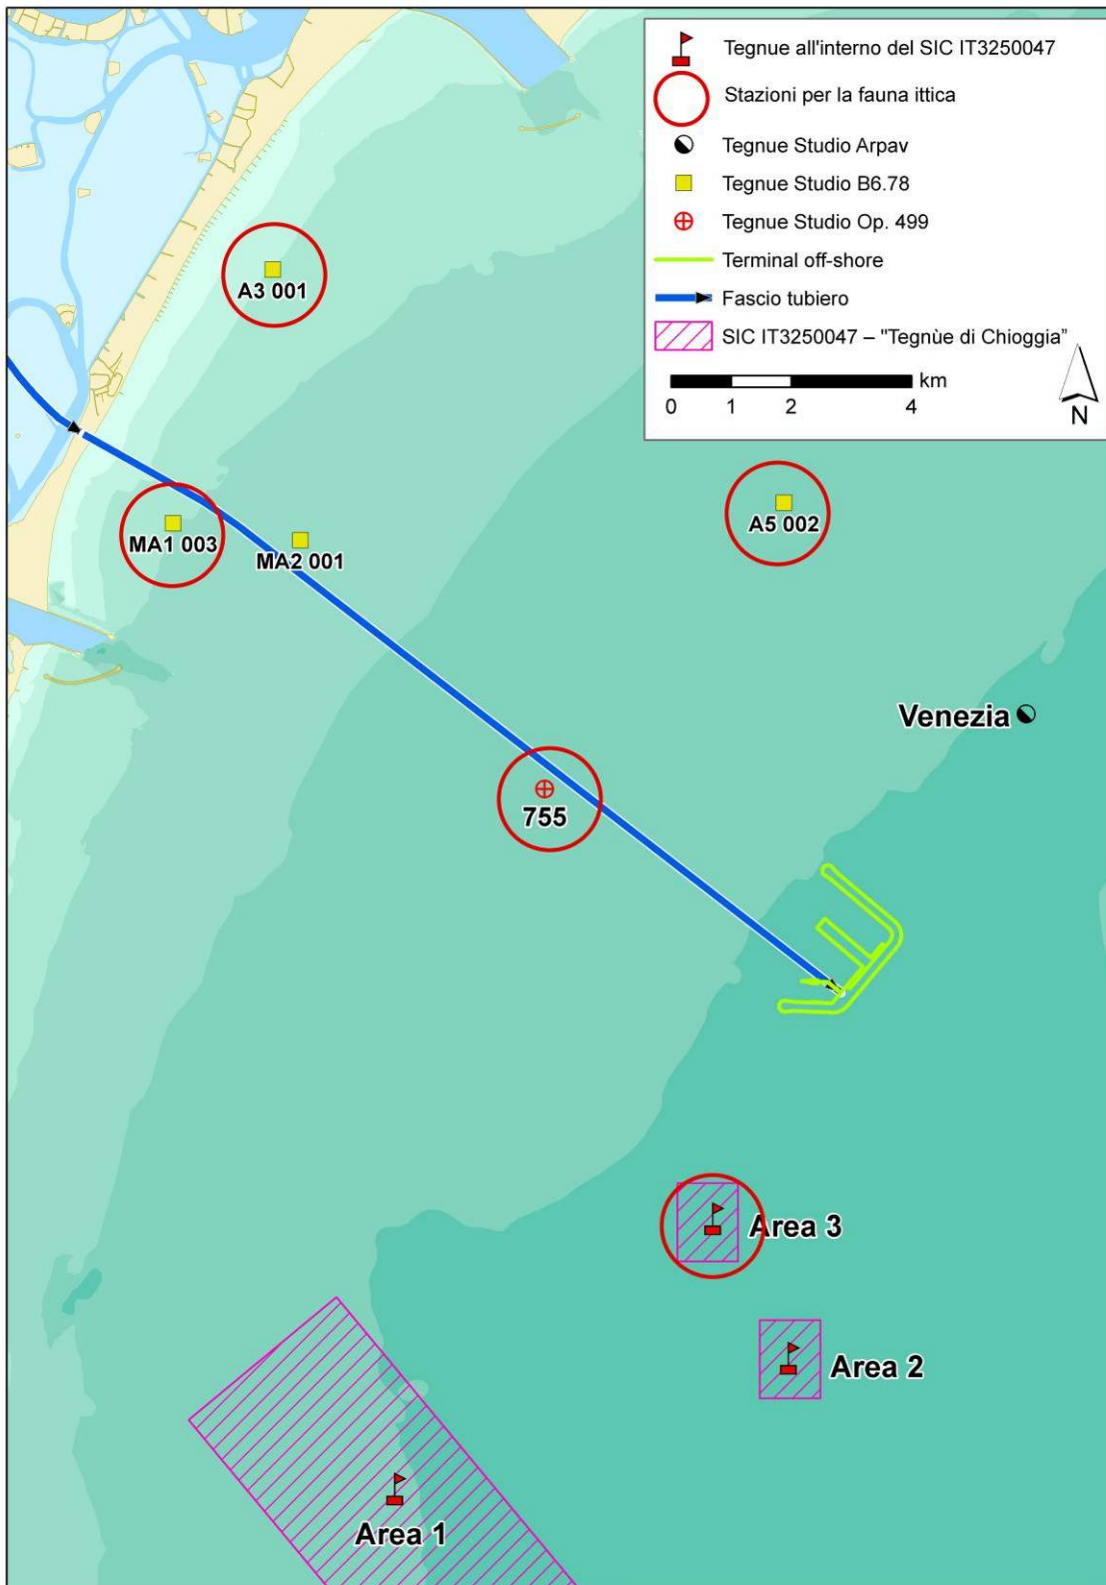 Tegnue all'interno del SIC IT3250047
Stazioni per la fauna ittica
Tegnue Studio Arpav
Tegnue Studio B6.78
Tegnue Studio Op. 499
Terminal off-shore
Fascio tubiero
SIC IT3250047 – "Tegnùe di Chioggia”
km
0 1 2 4
N
A3 001
A5 002
MA1 003
MA2 001
Venezia
755
Area 3
Area 2
Area 1